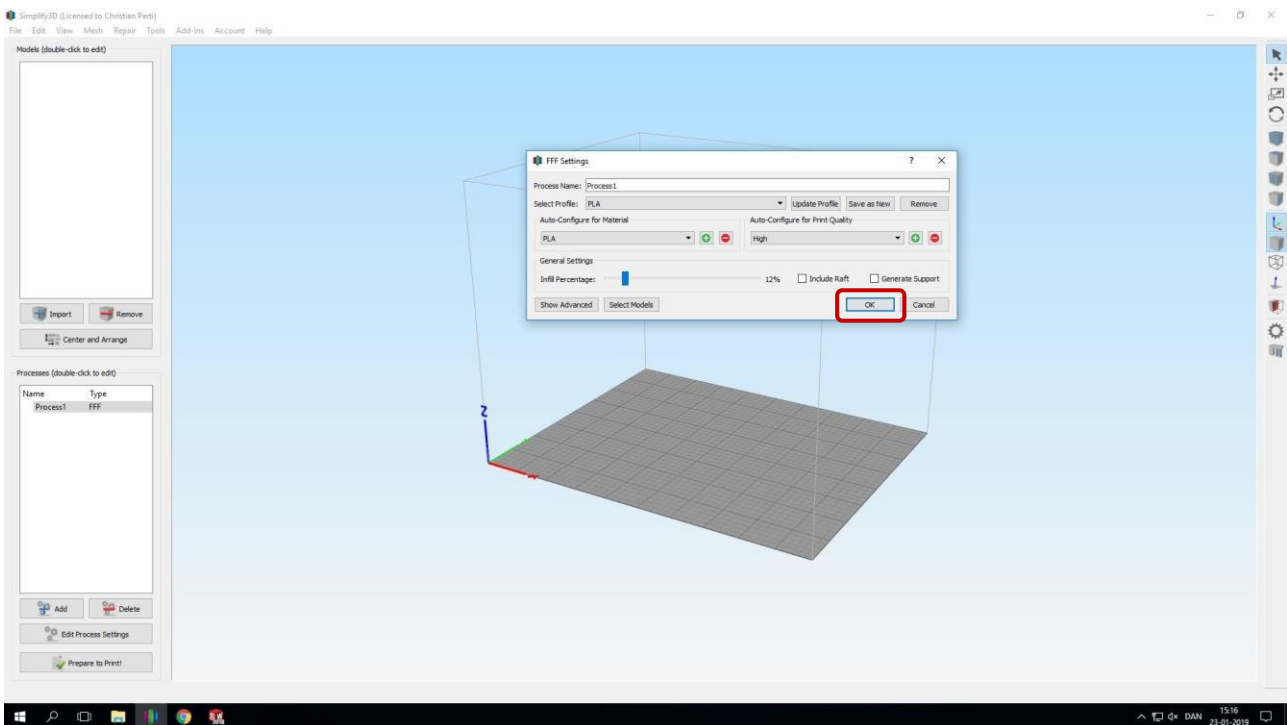 Simplify3D (Licensed to Christian Perti)
File Edit View Mesh Repair Tools Add-Ins Account Help
Models (double-click to edit)
Import Remove
Center and Arrange
Processes (double-click to edit)
Name Type
Process1 FFF
Add Delete
Edit Process Settings
Prepare to Print!
FFF Settings ?
Process Name: Process1
Select Profile: PLA Update Profile Save as New Remove
Auto-Configure for Material Auto-Configure for Print Quality
PLA High
General Settings
Infill Percentage: 12% Include Raft Generate Support
Show Advanced Select Models OK Cancel
Z
DAN 15:16
23-01-2019